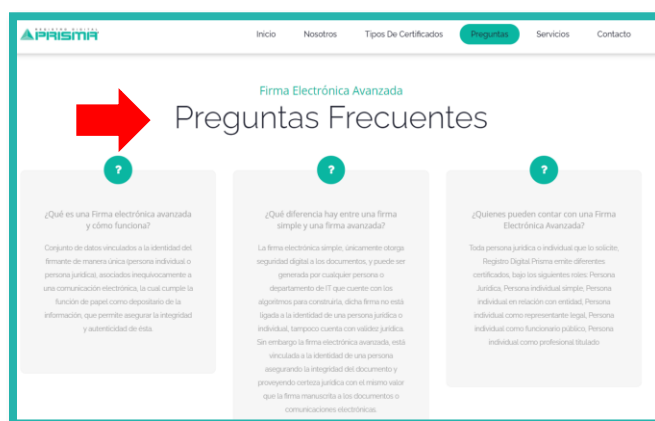 REGISTRO DIGITAL
PRISMA
Inicio Nosotros Tipos De Certificados Preguntas Servicios Contacto
Firma Electrónica Avanzada
Preguntas Frecuentes
?
¿Qué es una Firma electrónica avanzada
y cómo funciona?
Conjunto de datos vinculados a la identidad del
firmante de manera única (persona individual o
persona jurídica), asociados inequívocamente a
una comunicación electrónica, la cual cumple la
función de papel como depositario de la
información, que permite asegurar la integridad
y autenticidad de ésta.
?
¿Qué diferencia hay entre una firma
simple y una firma avanzada?
La firma electrónica simple, únicamente otorga
seguridad digital a los documentos, y puede ser
generada por cualquier persona o
departamento de IT que cuente con los
algoritmos para construirla, dicha firma no está
ligada a la identidad de una persona jurídica o
individual, tampoco cuenta con validez jurídica.
Sin embargo la firma electrónica avanzada, está
vinculada a la identidad de una persona
asegurando la integridad del documento y
proveyendo certeza jurídica con el mismo valor
que la firma manuscrita a los documentos o
comunicaciones electrónicas.
?
¿Quienes pueden contar con una Firma
Electrónica Avanzada?
Toda persona jurídica o individual que lo solicite,
Registro Digital Prisma emite diferentes
certificados, bajo los siguientes roles: Persona
Jurídica, Persona individual simple, Persona
individual en relación con entidad, Persona
individual como representante legal, Persona
individual como funcionario público, Persona
individual como profesional titulado